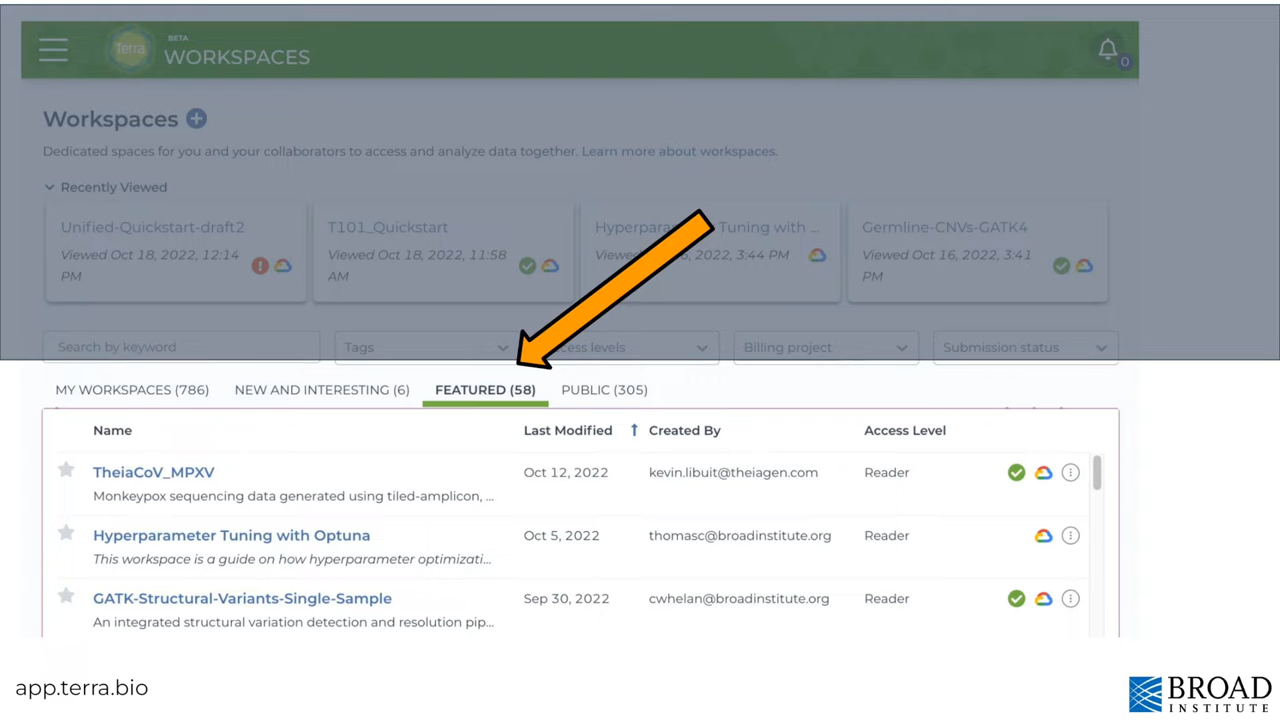 Terra
BETA
WORKSPACES
0
Workspaces
Dedicated spaces for you and your collaborators to access and analyze data together. Learn more about workspaces.
Recently Viewed
Unified-Quickstart-draft2
Viewed Oct 18, 2022, 12:14
PM
T101_Quickstart
Viewed Oct 18, 2022, 11:58
AM
Tuning with ...
2022, 3:44 PM
Germline-CNVs-GATK4
Viewed Oct 16, 2022, 3:41
PM
Search by keyword
Tags
levels
Billing project
Submission status
MY WORKSPACES (786) NEW AND INTERESTING (6) FEATURED (58) PUBLIC (305)
Name Last Modified Created By Access Level
TheiaCoV_MPXV Oct 12, 2022 kevin.libuit@theiagen.com Reader
Monkeypox sequencing data generated using tiled-amplicon, ...
Hyperparameter Tuning with Optuna Oct 5, 2022 thomasc@broadinstitute.org Reader
This workspace is a guide on how hyperparameter optimizati...
GATK-Structural-Variants-Single-Sample Sep 30, 2022 cwhelan@broadinstitute.org Reader
An integrated structural variation detection and resolution pip...
app.terra.bio
BROAD
INSTITUTE